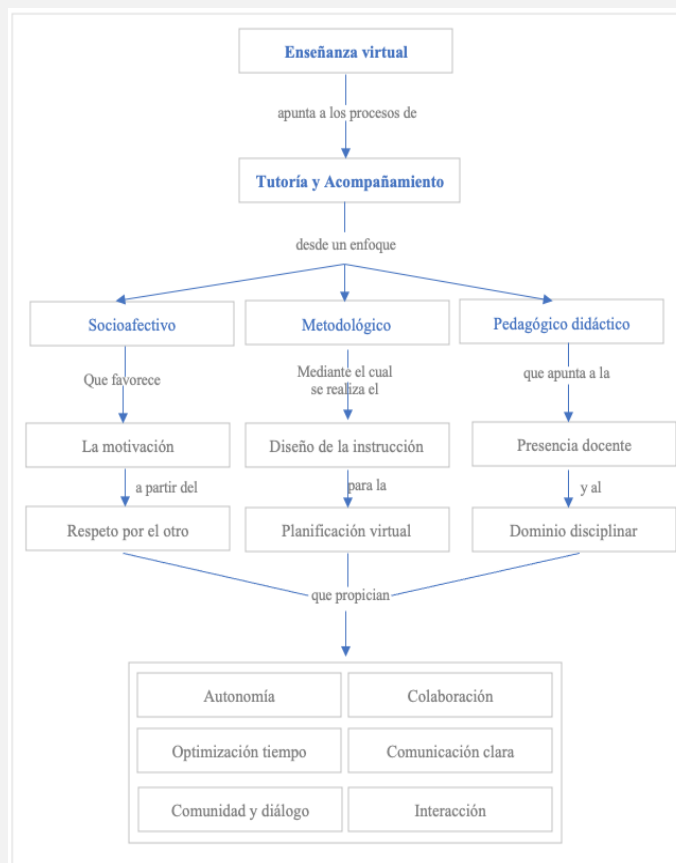 Enseñanza virtual
apunta a los procesos de
Tutoría y Acompañamiento
desde un enfoque
Socioafectivo
Metodológico
Pedagógico didáctico
Que favorece
Mediante el cual
se realiza el
que apunta a la
La motivación
Diseño de la instrucción
Presencia docente
a partir del
para la
y al
Respeto por el otro
Planificación virtual
Dominio disciplinar
que propician
Autonomía
Colaboración
Optimización tiempo
Comunicación clara
Comunidad y diálogo
Interacción